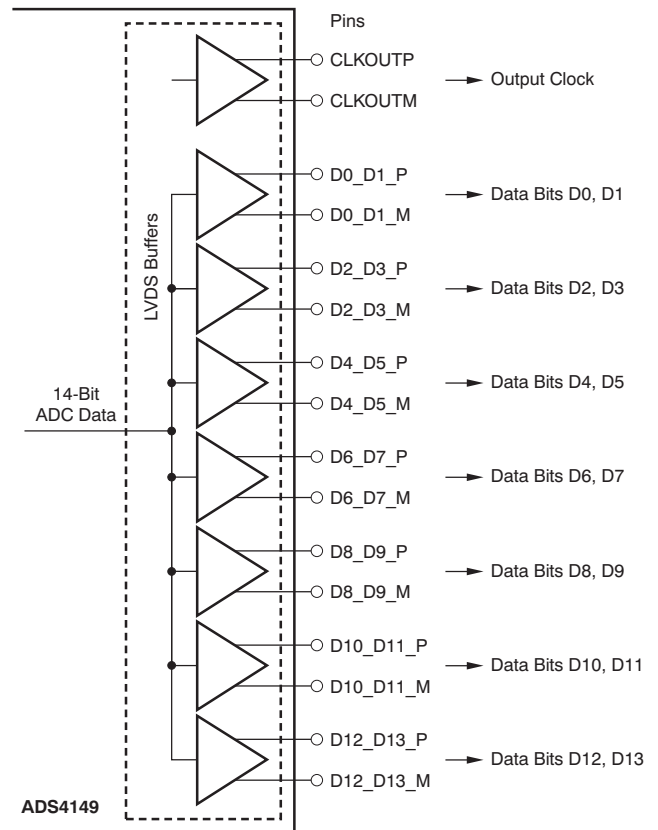 Pins
CLKOUTP
CLKOUTM
Output Clock
D0_D1_P
D0_D1_M
Data Bits D0, D1
LVDS Buffers
D2_D3_P
D2_D3_M
Data Bits D2, D3
D4_D5_P
D4_D5_M
Data Bits D4, D5
14-Bit
ADC Data
D6_D7_P
D6_D7_M
Data Bits D6, D7
D8_D9_P
D8_D9_M
Data Bits D8, D9
D10_D11_P
D10_D11_M
Data Bits D10, D11
D12_D13_P
D12_D13_M
Data Bits D12, D13
ADS4149